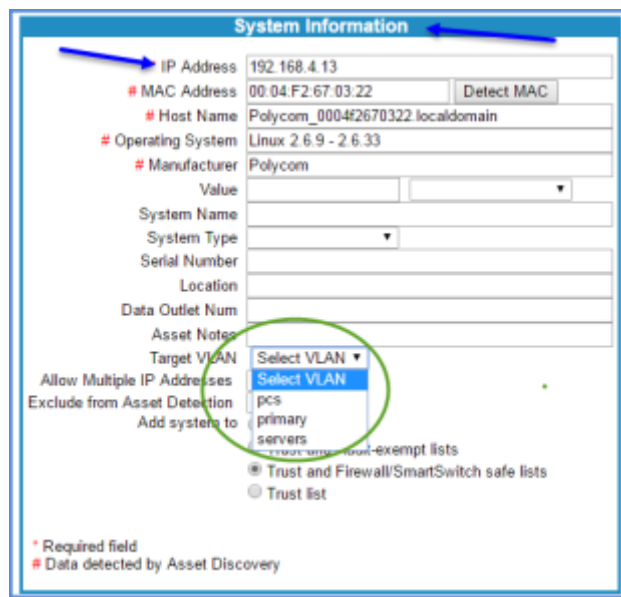 System Information
IP Address 192.168.4.13
# MAC Address 00:04:F2:67:03:22 Detect MAC
# Host Name Polycom_0004f2670322.localdomain
# Operating System Linux 2.6.9 - 2.6.33
# Manufacturer Polycom
Value
System Name
System Type
Serial Number
Location
Data Outlet Num
Asset Notes
Target VLAN Select VLAN
Allow Multiple IP Addresses Select VLAN
Exclude from Asset Detection pcs
primary
Add system to
servers
Trust and -exempt lists
Trust and Firewall/SmartSwitch safe lists
Trust list
* Required field
# Data detected by Asset Discovery